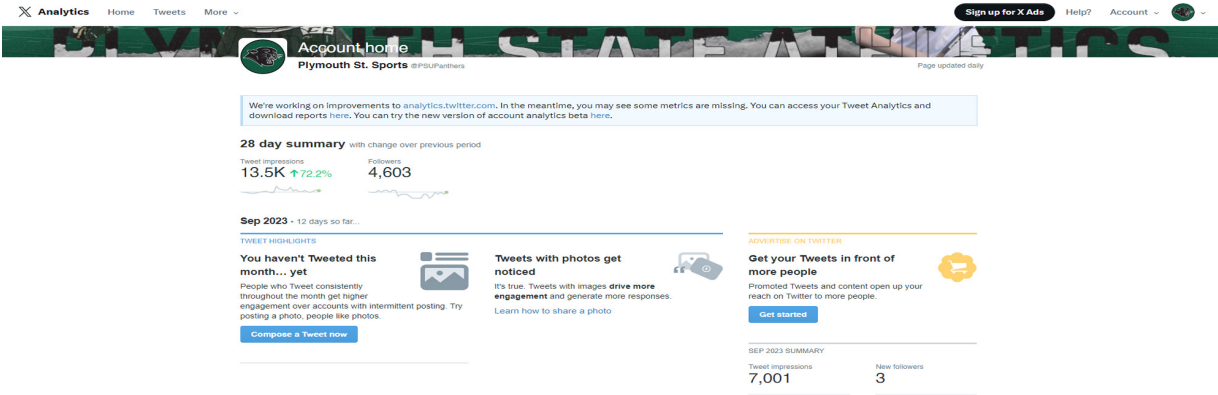 X Analytics Home Tweets More Sign up for X Ads Help? Account
PLYMOUTH STATE ATHLETICS
Account home
Plymouth St. Sports @PSUPanthers Page updated daily
We're working on improvements to analytics.twitter.com. In the meantime, you may see some metrics are missing. You can access your Tweet Analytics and
download reports here. You can try the new version of account analytics beta here.
28 day summary with change over previous period
Tweet impressions
13.5K ↑72.2%
Followers
4,603
Sep 2023 - 12 days so far...
TWEET HIGHLIGHTS
You haven't Tweeted this
month... yet
People who Tweet consistently
throughout the month get higher
engagement over accounts with intermittent posting. Try
posting a photo, people like photos.
Compose a Tweet now
Tweets with photos get
noticed
It's true. Tweets with images drive more
engagement and generate more responses.
Learn how to share a photo
ADVERTISE ON TWITTER
Get your Tweets in front of
more people
Promoted Tweets and content open up your
reach on Twitter to more people.
Get started
SEP 2023 SUMMARY
Tweet impressions
7,001
New followers
3